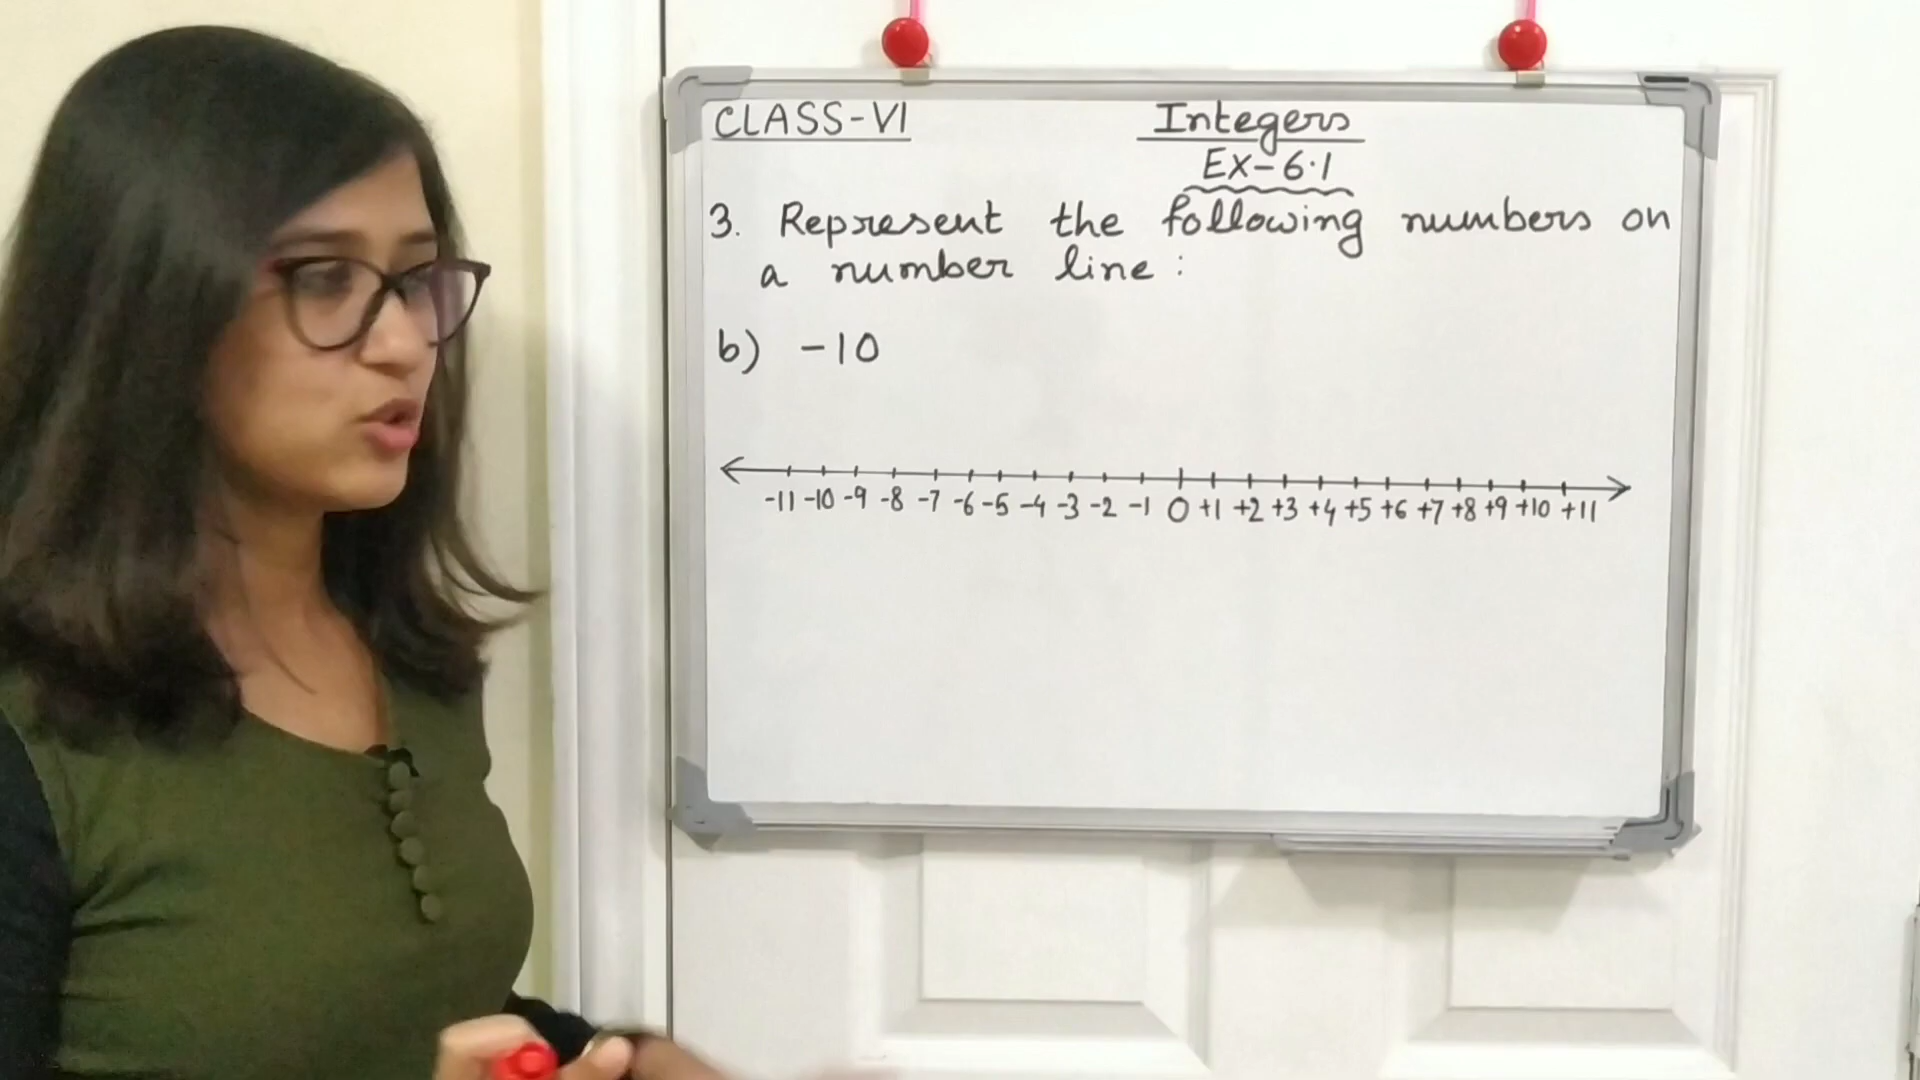 CLASS-VI
Integers
EX-6.1
3. Represent the following numbers on
a number line :
b) -10
-11 -10 -9 -8 -7 -6 -5 -4 -3 -2 -1 0 +1 +2 +3 +4 +5 +6 +7 +8 +9 +10 +11